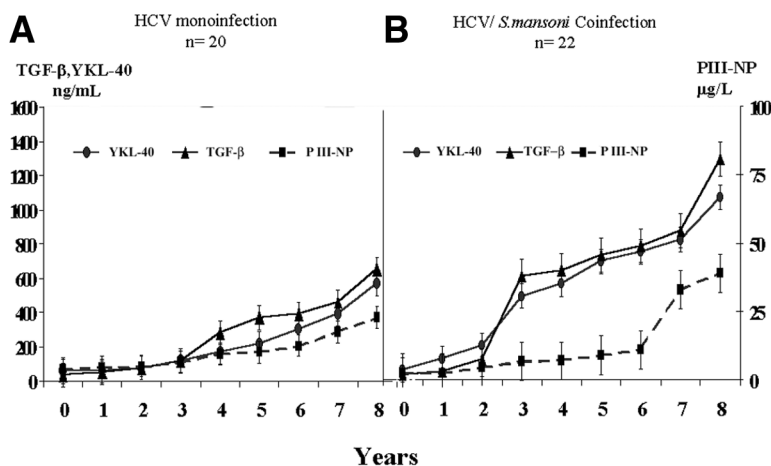 A
HCV monoinfection
n= 20
B
HCV/ S.mansoni Coinfection
n= 22
TGF-β,YKL-40
ng/mL
PIII-NP
µg/L
1600
1400
1200
1000
800
600
400
200
0
YKL-40 TGF-β P III-NP
0 1 2 3 4 5 6 7 8
YKL-40 TGF-β P III-NP
0 1 2 3 4 5 6 7 8
100
75
50
25
0
Years